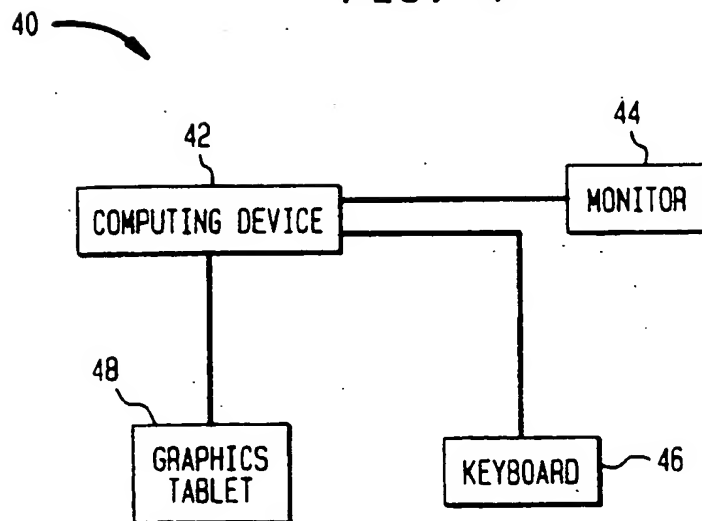 40
42
44
COMPUTING DEVICE
MONITOR
48
GRAPHICS
TABLET
KEYBOARD
46